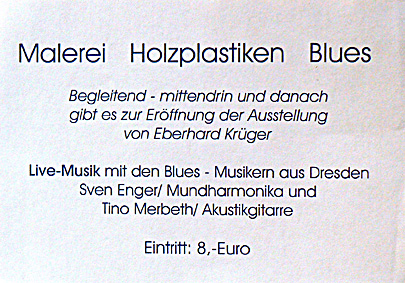 Malerei Holzplastiken Blues
Begleitend - mittendrin und danach
gibt es zur Eröffnung der Ausstellung
von Eberhard Krüger
Live-Musik mit den Blues - Musikern aus Dresden
Sven Enger/ Mundharmonika und
Tino Merbeth/ Akustikgitarre
Eintritt: 8,-Euro